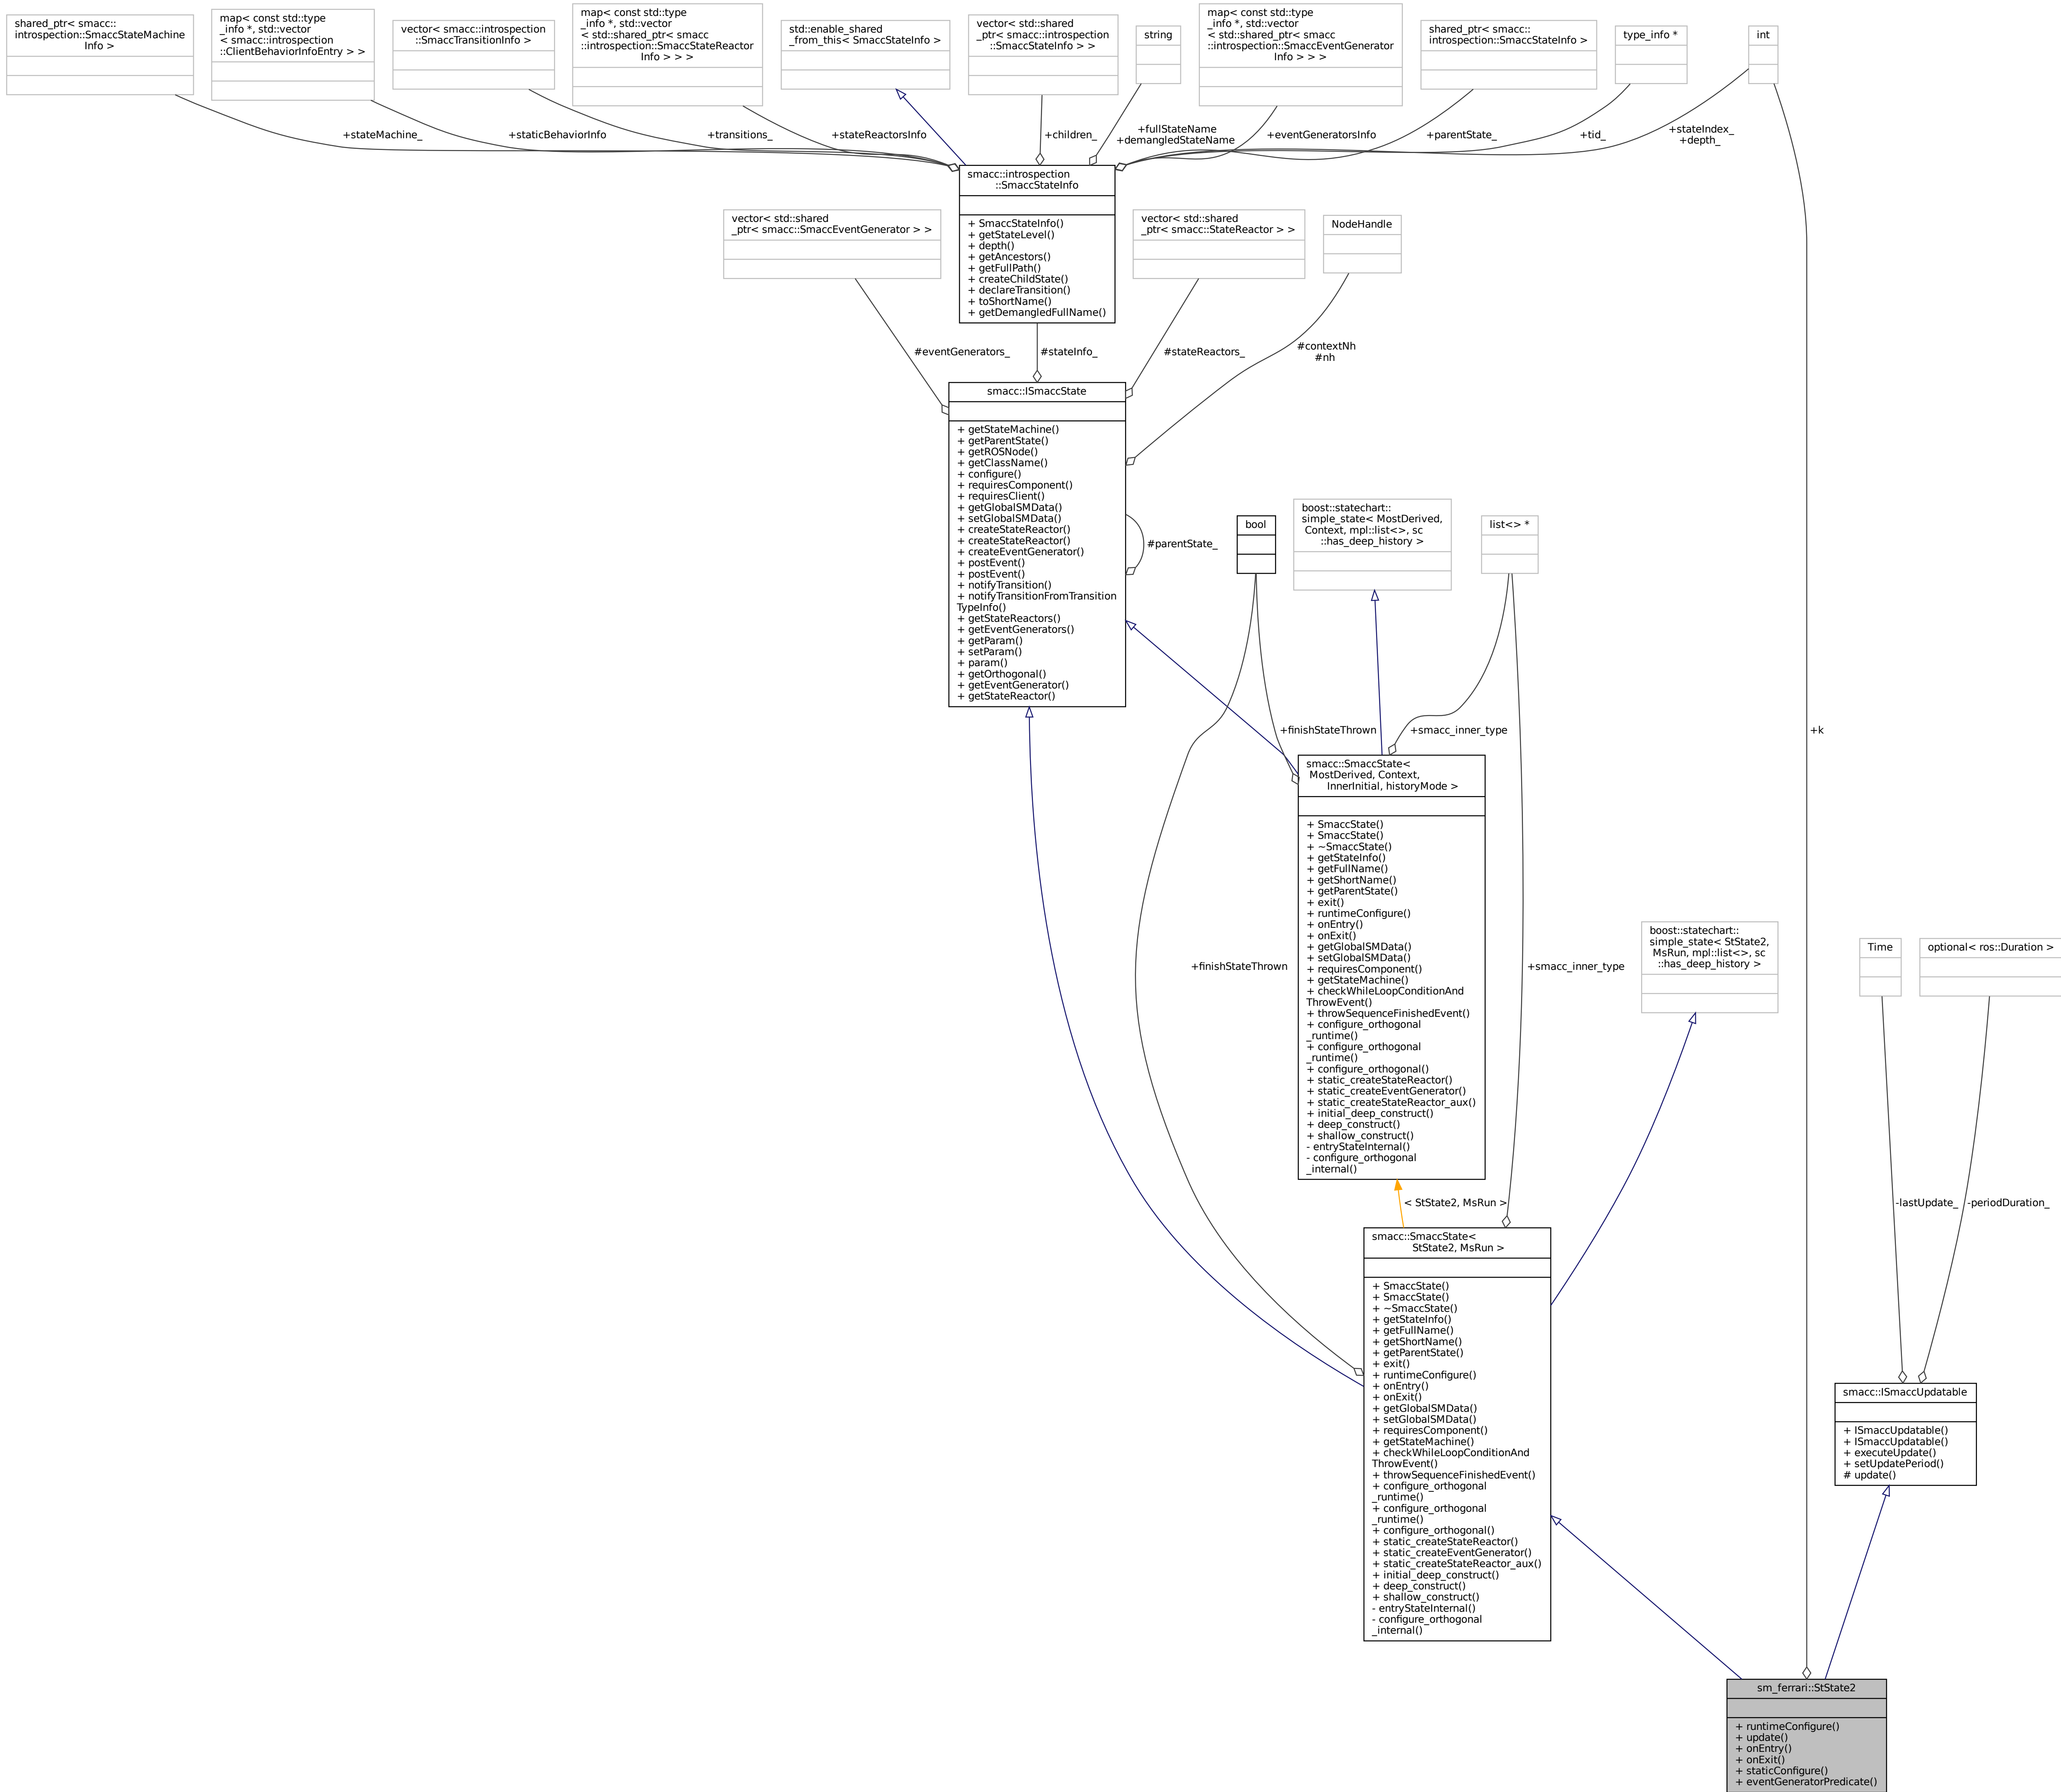 shared_ptr< smacc::
introspection::SmaccStateMachine
Info >
map< const std::type
_info *, std::vector
< smacc::introspection
::ClientBehaviorInfoEntry > >
vector< smacc::introspection
::SmaccTransitionInfo >
map< const std::type
_info *, std::vector
< std::shared_ptr< smacc
::introspection::SmaccStateReactor
Info > > >
std::enable_shared
_from_this< SmaccStateInfo >
vector< std::shared
_ptr< smacc::introspection
::SmaccStateInfo > >
string
map< const std::type
_info *, std::vector
< std::shared_ptr< smacc
::introspection::SmaccEventGenerator
Info > > >
shared_ptr< smacc::
introspection::SmaccStateInfo >
type_info *
int
+stateMachine_
+staticBehaviorInfo
+transitions_
+stateReactorsInfo
+children_
+fullStateName
+demangledStateName
+eventGeneratorsInfo
+parentState_
+tid_
+stateIndex_
+depth_
smacc::introspection
::SmaccStateInfo
+ SmaccStateInfo()
+ getStateLevel()
+ depth()
+ getAncestors()
+ getFullPath()
+ createChildState()
+ declareTransition()
+ toShortName()
+ getDemangledFullName()
vector< std::shared
_ptr< smacc::SmaccEventGenerator > >
vector< std::shared
_ptr< smacc::StateReactor > >
NodeHandle
#eventGenerators_
#stateInfo_
#stateReactors_
#contextNh
#nh
smacc::ISmaccState
+ getStateMachine()
+ getParentState()
+ getROSNode()
+ getClassName()
+ configure()
+ requiresComponent()
+ requiresClient()
+ getGlobalSMData()
+ setGlobalSMData()
+ createStateReactor()
+ createStateReactor()
+ createEventGenerator()
+ postEvent()
+ postEvent()
+ notifyTransition()
+ notifyTransitionFromTransition
TypeInfo()
+ getStateReactors()
+ getEventGenerators()
+ getParam()
+ setParam()
+ param()
+ getOrthogonal()
+ getEventGenerator()
+ getStateReactor()
#parentState_
bool
boost::statechart::
simple_state< MostDerived,
Context, mpl::list<>, sc
::has_deep_history >
list<> *
+finishStateThrown
+smacc_inner_type
+k
smacc::SmaccState<
MostDerived, Context,
InnerInitial, historyMode >
+ SmaccState()
+ SmaccState()
+ ~SmaccState()
+ getStateInfo()
+ getFullName()
+ getShortName()
+ getParentState()
+ exit()
+ runtimeConfigure()
+ onEntry()
+ onExit()
+ getGlobalSMData()
+ setGlobalSMData()
+ requiresComponent()
+ getStateMachine()
+ checkWhileLoopConditionAnd
ThrowEvent()
+ throwSequenceFinishedEvent()
+ configure_orthogonal
_runtime()
+ configure_orthogonal
_runtime()
+ configure_orthogonal()
+ static_createStateReactor()
+ static_createEventGenerator()
+ static_createStateReactor_aux()
+ initial_deep_construct()
+ deep_construct()
+ shallow_construct()
- entryStateInternal()
- configure_orthogonal
_internal()
+finishStateThrown
+smacc_inner_type
boost::statechart::
simple_state< StState2,
MsRun, mpl::list<>, sc
::has_deep_history >
Time
optional< ros::Duration >
< StState2, MsRun >
-lastUpdate_
-periodDuration_
smacc::SmaccState<
StState2, MsRun >
+ SmaccState()
+ SmaccState()
+ ~SmaccState()
+ getStateInfo()
+ getFullName()
+ getShortName()
+ getParentState()
+ exit()
+ runtimeConfigure()
+ onEntry()
+ onExit()
+ getGlobalSMData()
+ setGlobalSMData()
+ requiresComponent()
+ getStateMachine()
+ checkWhileLoopConditionAnd
ThrowEvent()
+ throwSequenceFinishedEvent()
+ configure_orthogonal
_runtime()
+ configure_orthogonal
_runtime()
+ configure_orthogonal()
+ static_createStateReactor()
+ static_createEventGenerator()
+ static_createStateReactor_aux()
+ initial_deep_construct()
+ deep_construct()
+ shallow_construct()
- entryStateInternal()
- configure_orthogonal
_internal()
smacc::ISmaccUpdatable
+ ISmaccUpdatable()
+ ISmaccUpdatable()
+ executeUpdate()
+ setUpdatePeriod()
# update()
sm_ferrari::StState2
+ runtimeConfigure()
+ update()
+ onEntry()
+ onExit()
+ staticConfigure()
+ eventGeneratorPredicate()